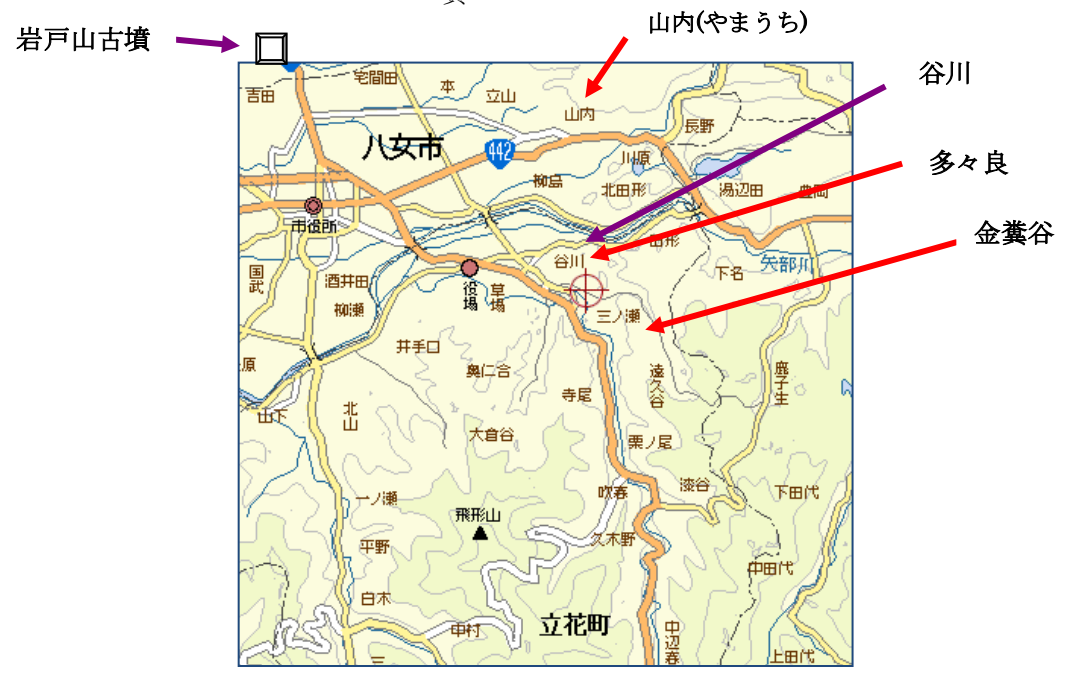 山内(やまうち)
岩戸山古墳
谷川
多々良
金糞谷
宅間田
本
吉田
立山
山内
長野
八女市
442
川原
柳島
北田形
湯辺田
豊岡
市役所
田形
谷川
矢部川
下名
国武
酒井田
役場
草場
柳瀬
三ノ瀬
井手口
原
奥仁合
遠久谷
鹿子生
寺尾
山下
北山
大倉谷
栗ノ尾
漆谷
下田代
一ノ瀬
吹春
飛形山
平野
久木野
中田代
白木
立花町
中村
中辺春
三
上田代